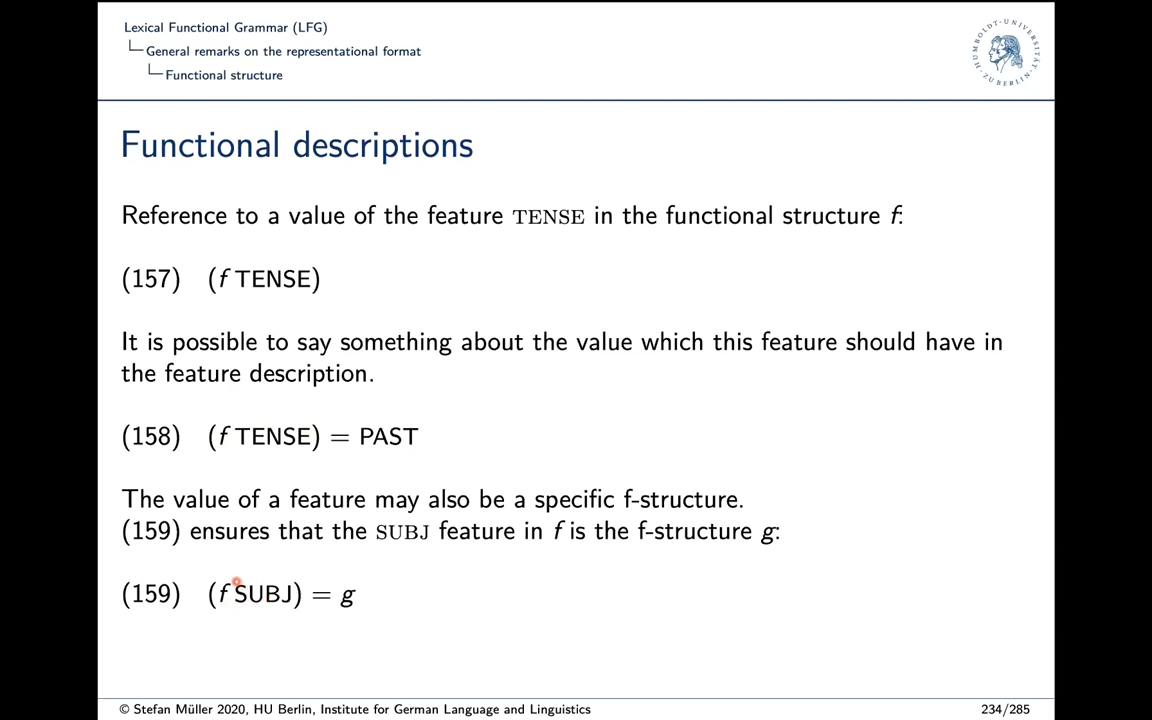 Lexical Functional Grammar (LFG)
General remarks on the representational format
Functional structure
HUMBOLDT-UNIVERSITÄT ZU BERLIN
Functional descriptions
Reference to a value of the feature TENSE in the functional structure f:
(157) (f TENSE)
It is possible to say something about the value which this feature should have in
the feature description.
(158) (f TENSE) = PAST
The value of a feature may also be a specific f-structure.
(159) ensures that the SUBJ feature in f is the f-structure g:
(159) (f SUBJ) = g
© Stefan Müller 2020, HU Berlin, Institute for German Language and Linguistics
234/285